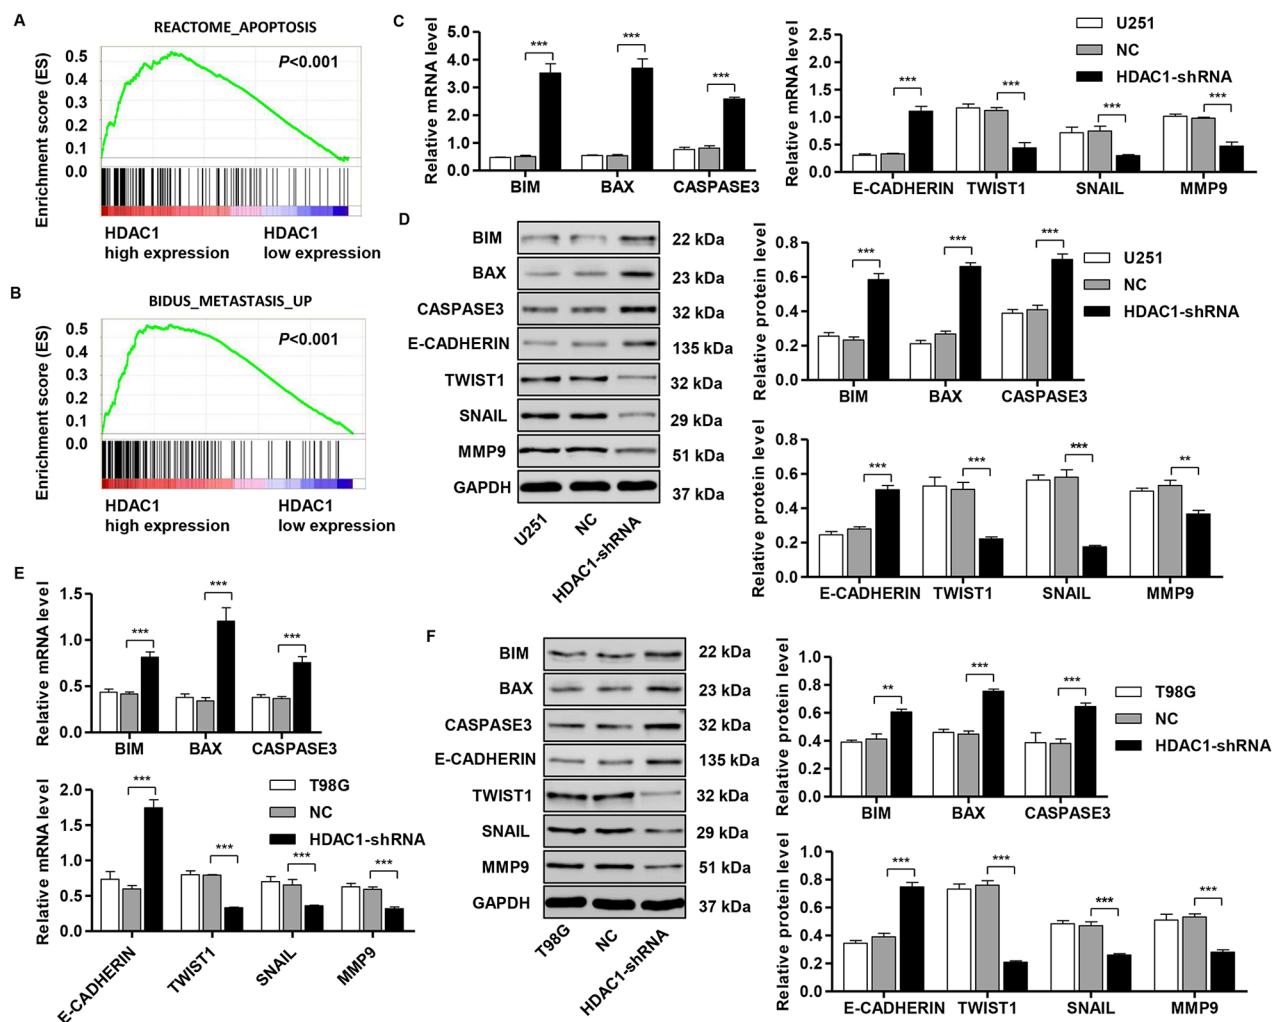 A
REACTOME_APOPTOSIS
Enrichment score (ES)
0.5
0.4
0.3
0.2
0.1
0.0
P<0.001
HDAC1
high expression
HDAC1
low expression
B
BIDUS_METASTASIS_UP
Enrichment score (ES)
0.5
0.4
0.3
0.2
0.1
0.0
P<0.001
HDAC1
high expression
HDAC1
low expression
C
Relative mRNA level
5.0
4.0
3.0
2.0
1.0
0.0
***
***
***
BIM
BAX
CASPASE3
Relative mRNA level
2.5
2.0
1.5
1.0
0.5
0.0
***
***
***
***
E-CADHERIN
TWIST1
SNAIL
MMP9
U251
NC
HDAC1-shRNA
D
BIM
22 kDa
BAX
23 kDa
CASPASE3
32 kDa
E-CADHERIN
135 kDa
TWIST1
32 kDa
SNAIL
29 kDa
MMP9
51 kDa
GAPDH
37 kDa
U251
NC
HDAC1-shRNA
Relative protein level
0.8
0.6
0.4
0.2
0.0
***
***
***
BIM
BAX
CASPASE3
U251
NC
HDAC1-shRNA
Relative protein level
0.8
0.6
0.4
0.2
0.0
***
***
***
**
E-CADHERIN
TWIST1
SNAIL
MMP9
E
Relative mRNA level
1.5
1.0
0.5
0.0
***
***
***
BIM
BAX
CASPASE3
Relative mRNA level
2.0
1.5
1.0
0.5
0.0
***
***
***
***
T98G
NC
HDAC1-shRNA
E-CADHERIN
TWIST1
SNAIL
MMP9
F
BIM
22 kDa
BAX
23 kDa
CASPASE3
32 kDa
E-CADHERIN
135 kDa
TWIST1
32 kDa
SNAIL
29 kDa
MMP9
51 kDa
GAPDH
37 kDa
T98G
NC
HDAC1-shRNA
Relative protein level
1.0
0.8
0.6
0.4
0.2
0.0
**
***
***
BIM
BAX
CASPASE3
T98G
NC
HDAC1-shRNA
Relative protein level
1.0
0.8
0.6
0.4
0.2
0.0
***
***
***
***
E-CADHERIN
TWIST1
SNAIL
MMP9